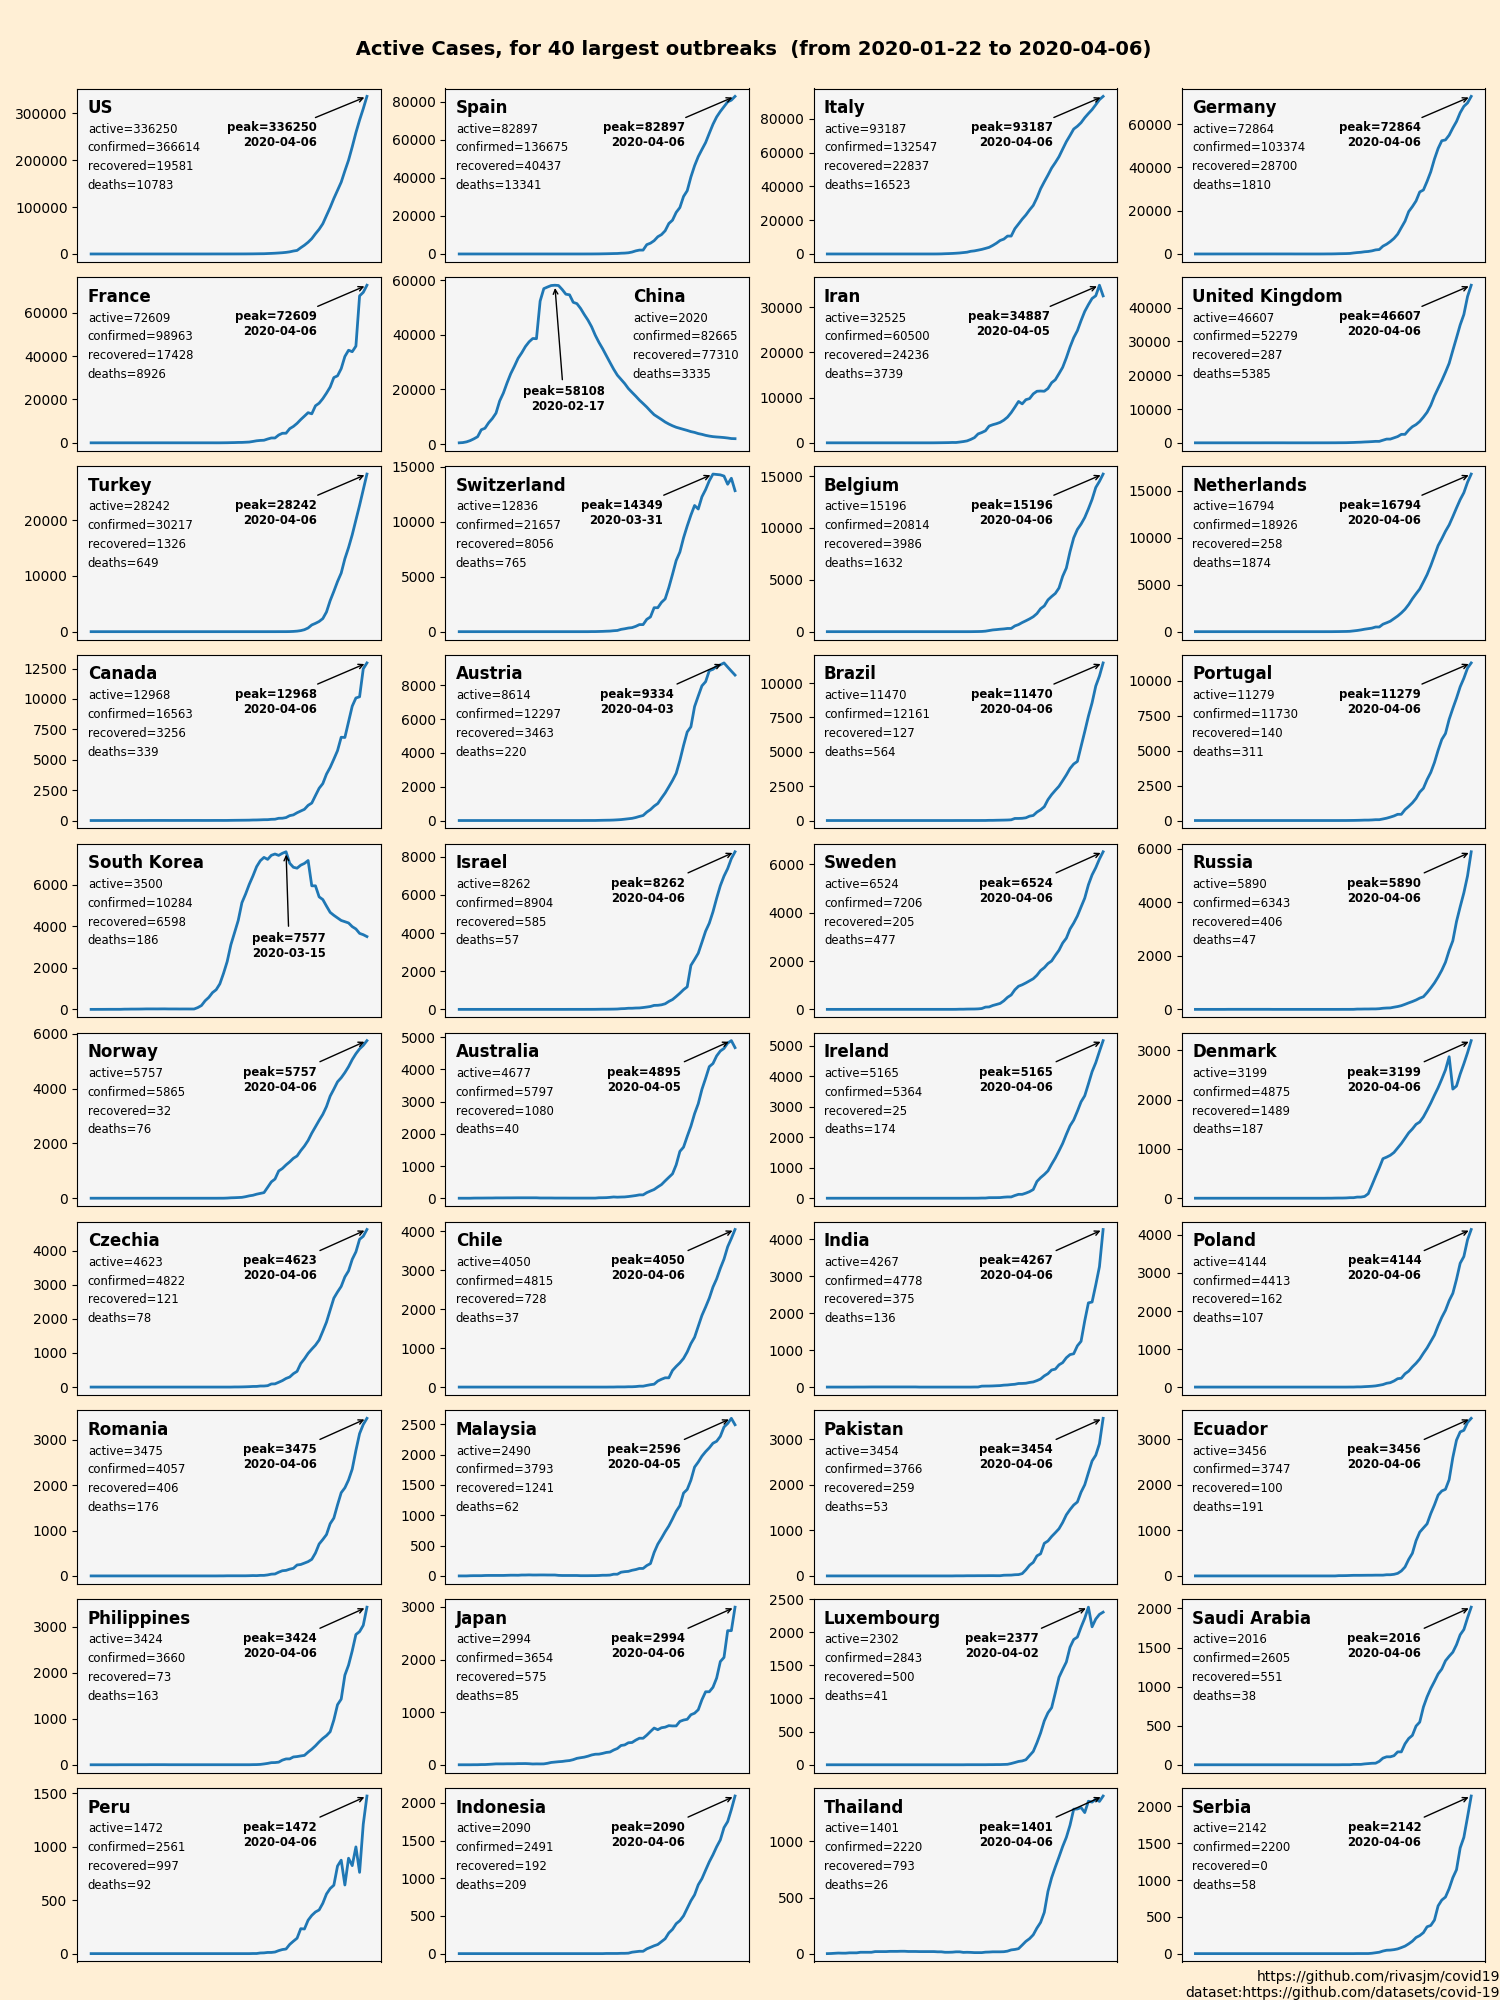 Active Cases, for 40 largest outbreaks  (from 2020-01-22 to 2020-04-06)
300000
200000
100000
0
US
active=336250
confirmed=366614
recovered=19581
deaths=10783
peak=336250
2020-04-06
80000
60000
40000
20000
0
Spain
active=82897
confirmed=136675
recovered=40437
deaths=13341
peak=82897
2020-04-06
80000
60000
40000
20000
0
Italy
active=93187
confirmed=132547
recovered=22837
deaths=16523
peak=93187
2020-04-06
60000
40000
20000
0
Germany
active=72864
confirmed=103374
recovered=28700
deaths=1810
peak=72864
2020-04-06
60000
40000
20000
0
France
active=72609
confirmed=98963
recovered=17428
deaths=8926
peak=72609
2020-04-06
60000
40000
20000
0
China
active=2020
confirmed=82665
recovered=77310
deaths=3335
peak=58108
2020-02-17
30000
20000
10000
0
Iran
active=32525
confirmed=60500
recovered=24236
deaths=3739
peak=34887
2020-04-05
40000
30000
20000
10000
0
United Kingdom
active=46607
confirmed=52279
recovered=287
deaths=5385
peak=46607
2020-04-06
20000
10000
0
Turkey
active=28242
confirmed=30217
recovered=1326
deaths=649
peak=28242
2020-04-06
15000
10000
5000
0
Switzerland
active=12836
confirmed=21657
recovered=8056
deaths=765
peak=14349
2020-03-31
15000
10000
5000
0
Belgium
active=15196
confirmed=20814
recovered=3986
deaths=1632
peak=15196
2020-04-06
15000
10000
5000
0
Netherlands
active=16794
confirmed=18926
recovered=258
deaths=1874
peak=16794
2020-04-06
12500
10000
7500
5000
2500
0
Canada
active=12968
confirmed=16563
recovered=3256
deaths=339
peak=12968
2020-04-06
8000
6000
4000
2000
0
Austria
active=8614
confirmed=12297
recovered=3463
deaths=220
peak=9334
2020-04-03
10000
7500
5000
2500
0
Brazil
active=11470
confirmed=12161
recovered=127
deaths=564
peak=11470
2020-04-06
10000
7500
5000
2500
0
Portugal
active=11279
confirmed=11730
recovered=140
deaths=311
peak=11279
2020-04-06
6000
4000
2000
0
South Korea
active=3500
confirmed=10284
recovered=6598
deaths=186
peak=7577
2020-03-15
8000
6000
4000
2000
0
Israel
active=8262
confirmed=8904
recovered=585
deaths=57
peak=8262
2020-04-06
6000
4000
2000
0
Sweden
active=6524
confirmed=7206
recovered=205
deaths=477
peak=6524
2020-04-06
6000
4000
2000
0
Russia
active=5890
confirmed=6343
recovered=406
deaths=47
peak=5890
2020-04-06
6000
4000
2000
0
Norway
active=5757
confirmed=5865
recovered=32
deaths=76
peak=5757
2020-04-06
5000
4000
3000
2000
1000
0
Australia
active=4677
confirmed=5797
recovered=1080
deaths=40
peak=4895
2020-04-05
5000
4000
3000
2000
1000
0
Ireland
active=5165
confirmed=5364
recovered=25
deaths=174
peak=5165
2020-04-06
3000
2000
1000
0
Denmark
active=3199
confirmed=4875
recovered=1489
deaths=187
peak=3199
2020-04-06
4000
3000
2000
1000
0
Czechia
active=4623
confirmed=4822
recovered=121
deaths=78
peak=4623
2020-04-06
4000
3000
2000
1000
0
Chile
active=4050
confirmed=4815
recovered=728
deaths=37
peak=4050
2020-04-06
4000
3000
2000
1000
0
India
active=4267
confirmed=4778
recovered=375
deaths=136
peak=4267
2020-04-06
4000
3000
2000
1000
0
Poland
active=4144
confirmed=4413
recovered=162
deaths=107
peak=4144
2020-04-06
3000
2000
1000
0
Romania
active=3475
confirmed=4057
recovered=406
deaths=176
peak=3475
2020-04-06
2500
2000
1500
1000
500
0
Malaysia
active=2490
confirmed=3793
recovered=1241
deaths=62
peak=2596
2020-04-05
3000
2000
1000
0
Pakistan
active=3454
confirmed=3766
recovered=259
deaths=53
peak=3454
2020-04-06
3000
2000
1000
0
Ecuador
active=3456
confirmed=3747
recovered=100
deaths=191
peak=3456
2020-04-06
3000
2000
1000
0
Philippines
active=3424
confirmed=3660
recovered=73
deaths=163
peak=3424
2020-04-06
3000
2000
1000
0
Japan
active=2994
confirmed=3654
recovered=575
deaths=85
peak=2994
2020-04-06
2500
2000
1500
1000
500
0
Luxembourg
active=2302
confirmed=2843
recovered=500
deaths=41
peak=2377
2020-04-02
2000
1500
1000
500
0
Saudi Arabia
active=2016
confirmed=2605
recovered=551
deaths=38
peak=2016
2020-04-06
1500
1000
500
0
Peru
active=1472
confirmed=2561
recovered=997
deaths=92
peak=1472
2020-04-06
2000
1500
1000
500
0
Indonesia
active=2090
confirmed=2491
recovered=192
deaths=209
peak=2090
2020-04-06
1000
500
0
Thailand
active=1401
confirmed=2220
recovered=793
deaths=26
peak=1401
2020-04-06
2000
1500
1000
500
0
Serbia
active=2142
confirmed=2200
recovered=0
deaths=58
peak=2142
2020-04-06
https://github.com/rivasjm/covid19
dataset:https://github.com/datasets/covid-19